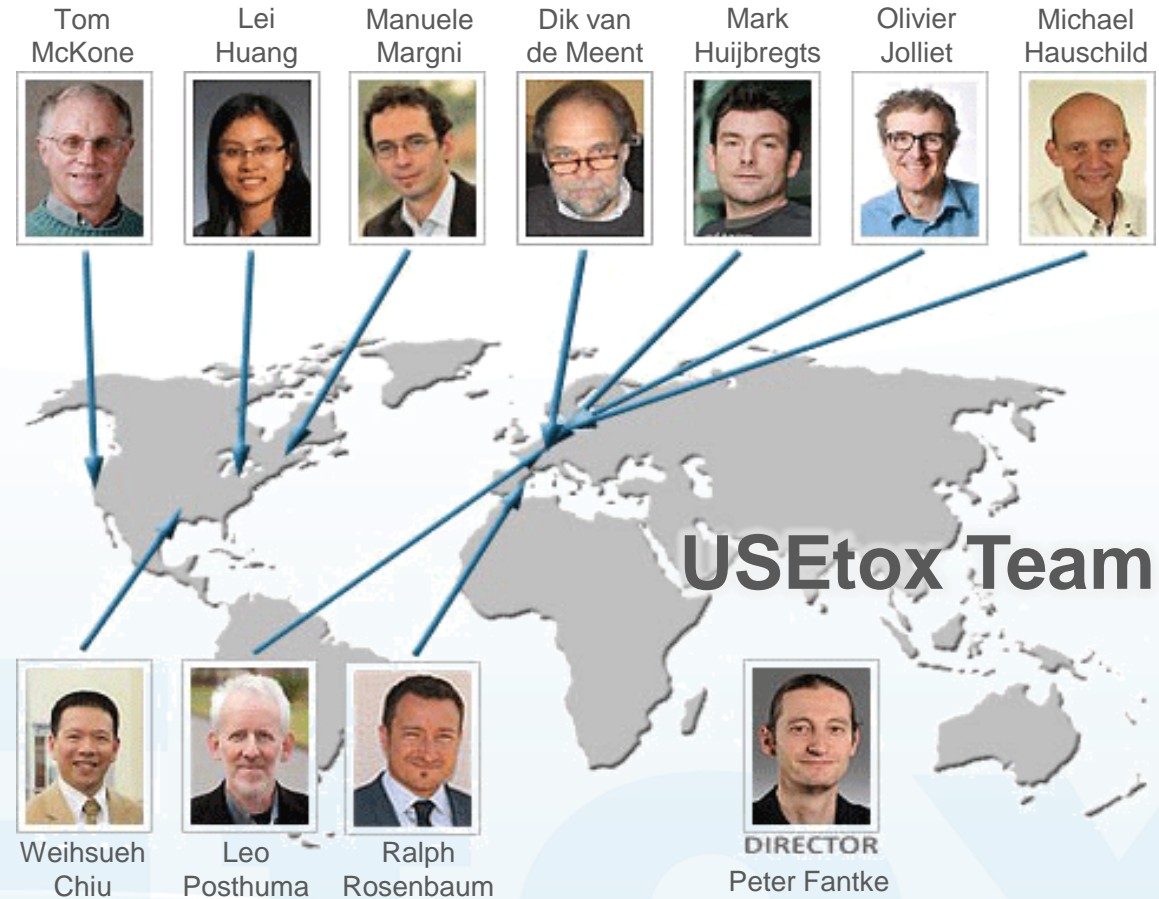 Tom
McKone
Lei
Huang
Manuele
Margni
Dik van
de Meent
Mark
Huijbregts
Olivier
Jolliet
Michael
Hauschild
USEtox Team
Weihsueh
Chiu
Leo
Posthuma
Ralph
Rosenbaum
DIRECTOR
Peter Fantke